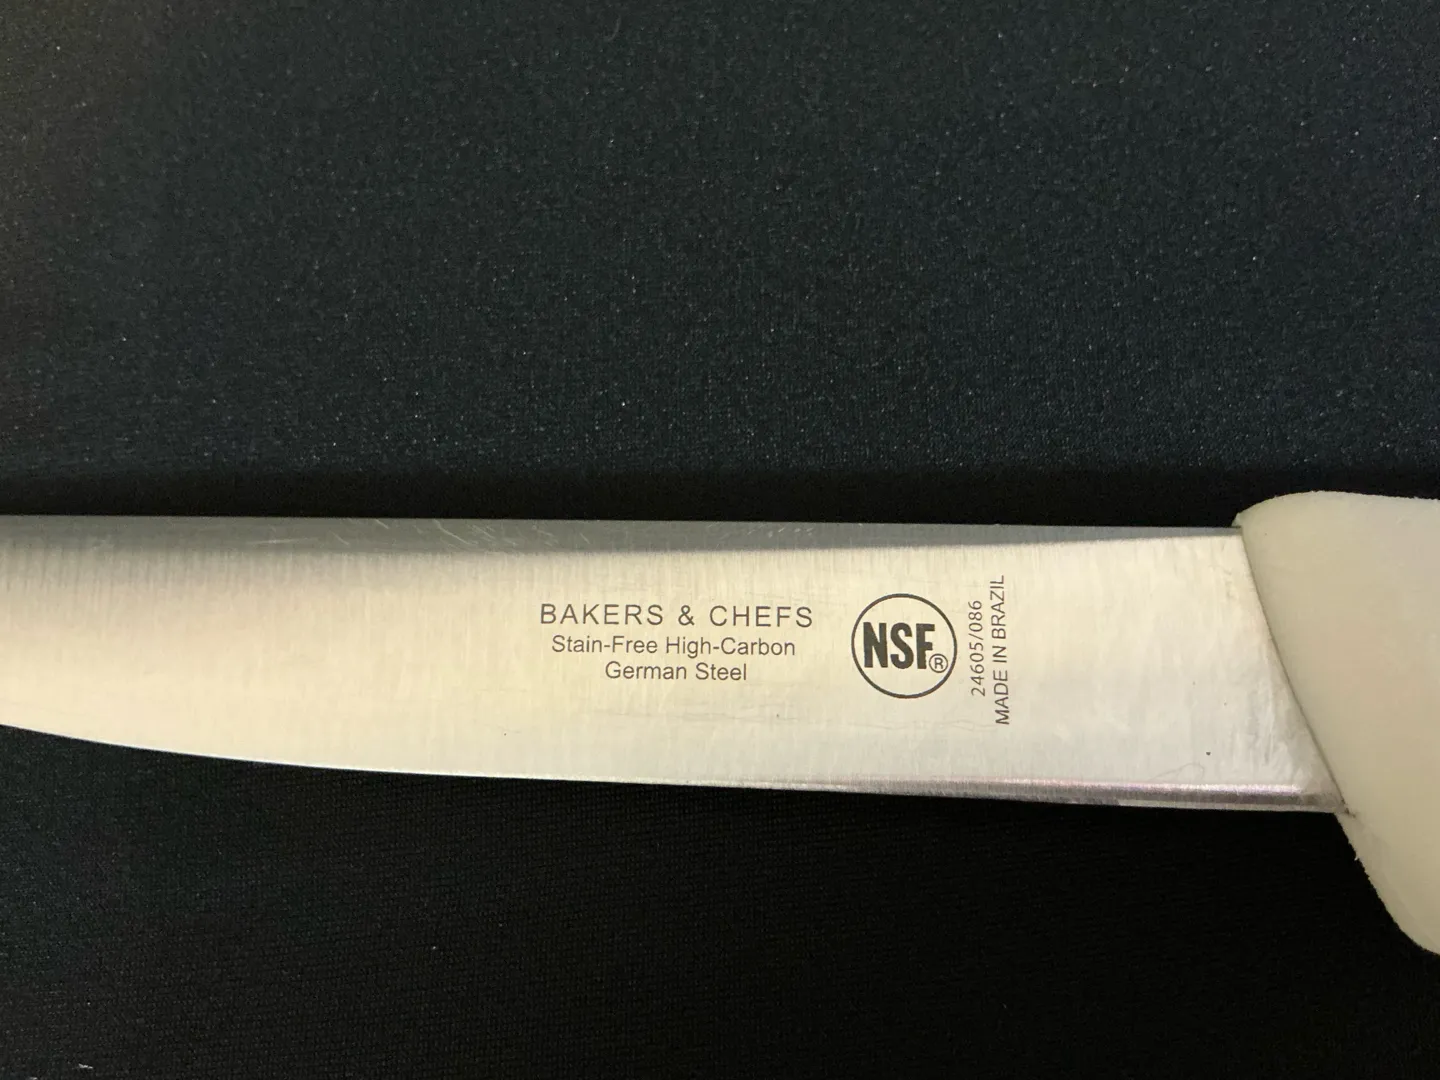 BAKERS & CHEFS
Stain-Free High-Carbon
German Steel
NSF®
24605/086
MADE IN BRAZIL